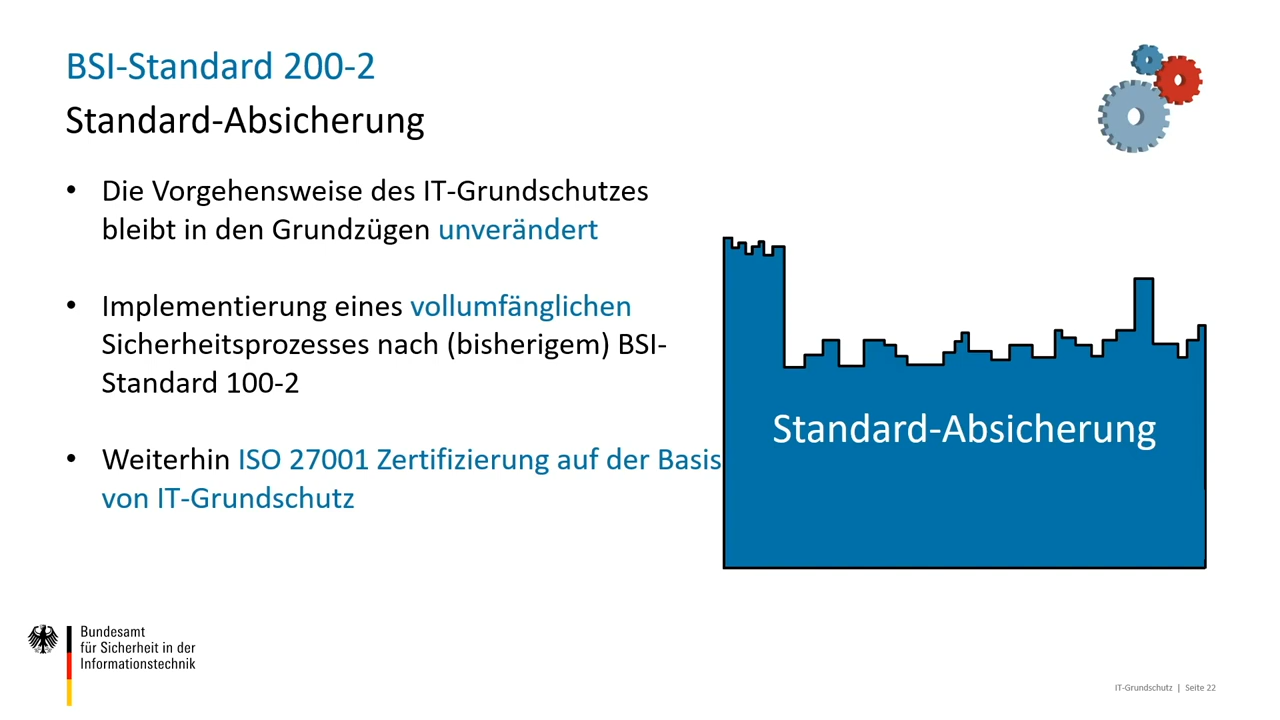 BSI-Standard 200-2
Standard-Absicherung
• Die Vorgehensweise des IT-Grundschutzes
bleibt in den Grundzügen unverändert
• Implementierung eines vollumfänglichen
Sicherheitsprozesses nach (bisherigem) BSI-
Standard 100-2
• Weiterhin ISO 27001 Zertifizierung auf der Basis
von IT-Grundschutz
Standard-Absicherung
Bundesamt
für Sicherheit in der
Informationstechnik
IT-Grundschutz | Seite 22